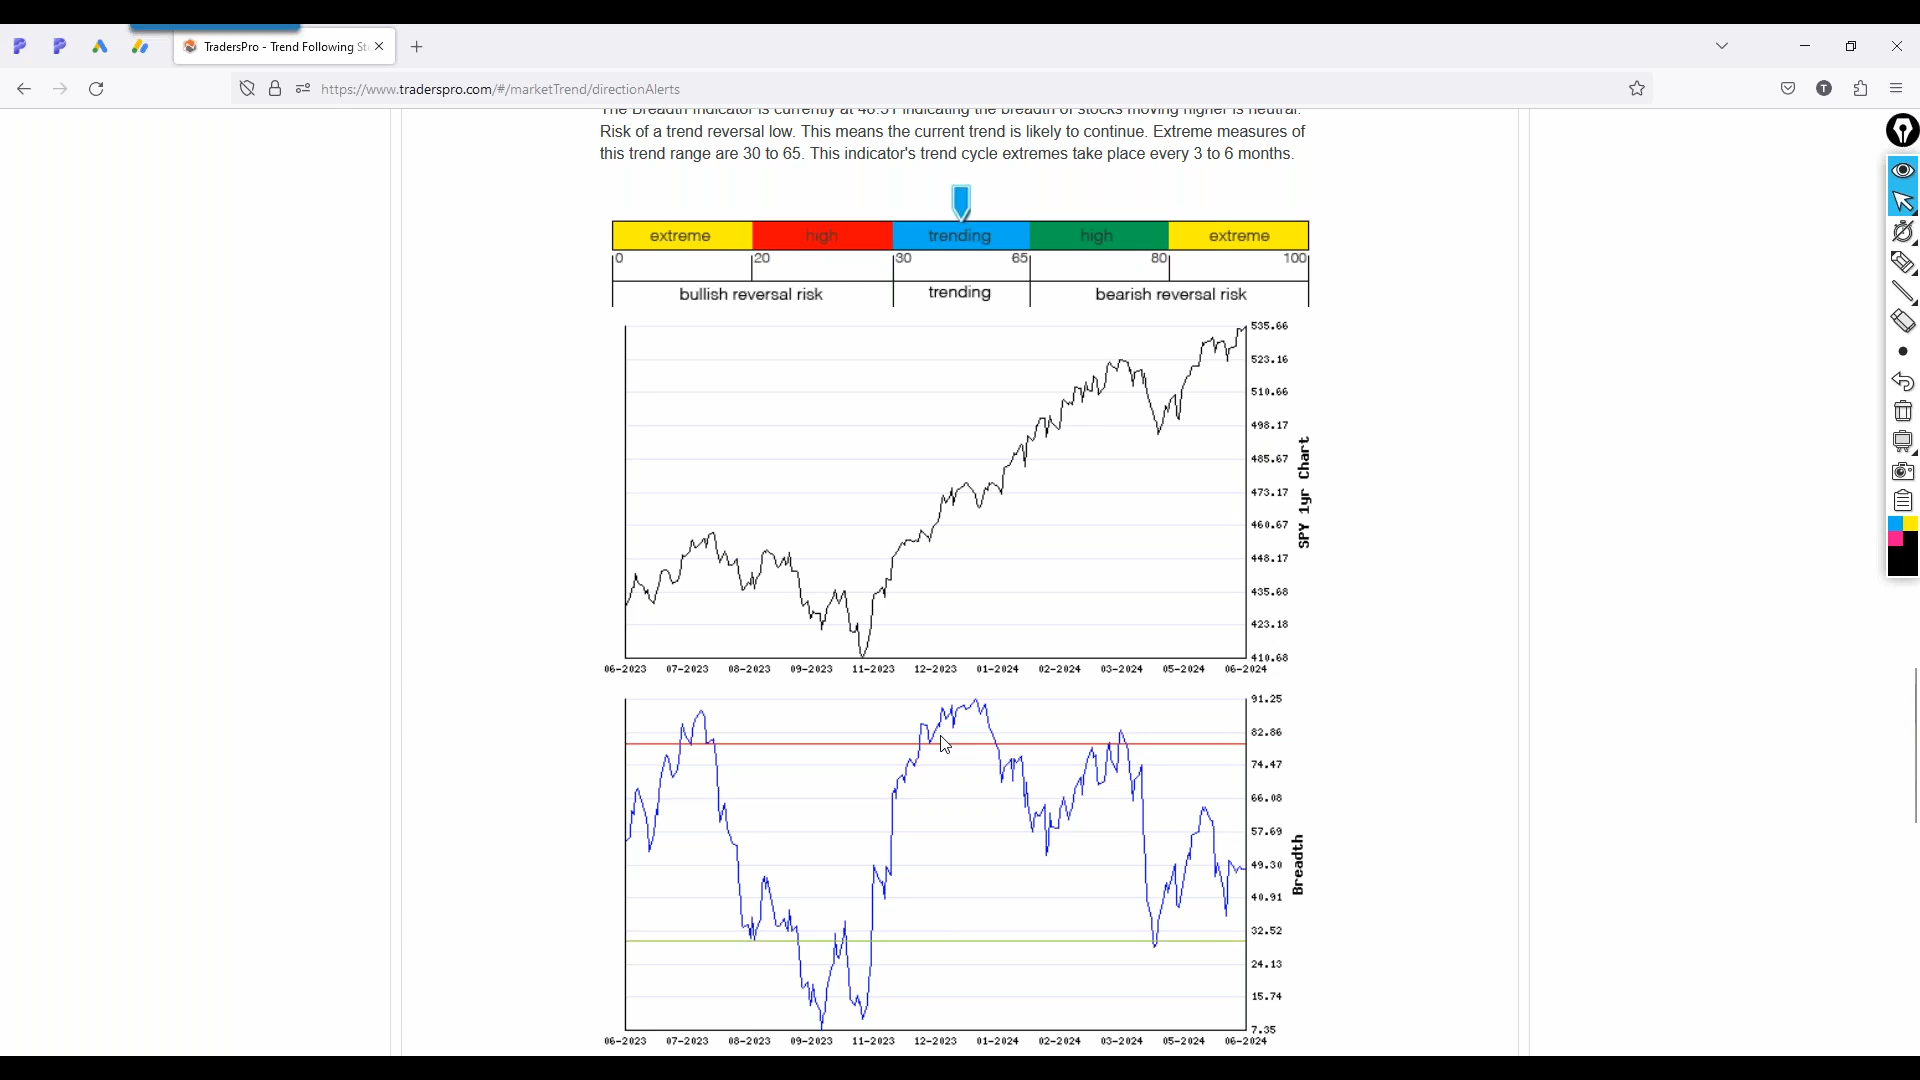 TradersPro - Trend Following St
https://www.traderspro.com/#/marketTrend/directionAlerts
Risk of a trend reversal low. This means the current trend is likely to continue. Extreme measures of
this trend range are 30 to 65. This indicator's trend cycle extremes take place every 3 to 6 months.
extreme high trending high extreme
0 20 30 65 80 100
bullish reversal risk trending bearish reversal risk
535.66
523.16
510.66
498.17
485.67
473.17
460.67
448.17
435.68
423.18
410.68
SPY 1yr Chart
06-2023 07-2023 08-2023 09-2023 11-2023 12-2023 01-2024 02-2024 03-2024 05-2024 06-2024
91.25
82.86
74.47
66.08
57.69
49.30
40.91
32.52
24.13
15.74
7.35
Breadth
06-2023 07-2023 08-2023 09-2023 11-2023 12-2023 01-2024 02-2024 03-2024 05-2024 06-2024